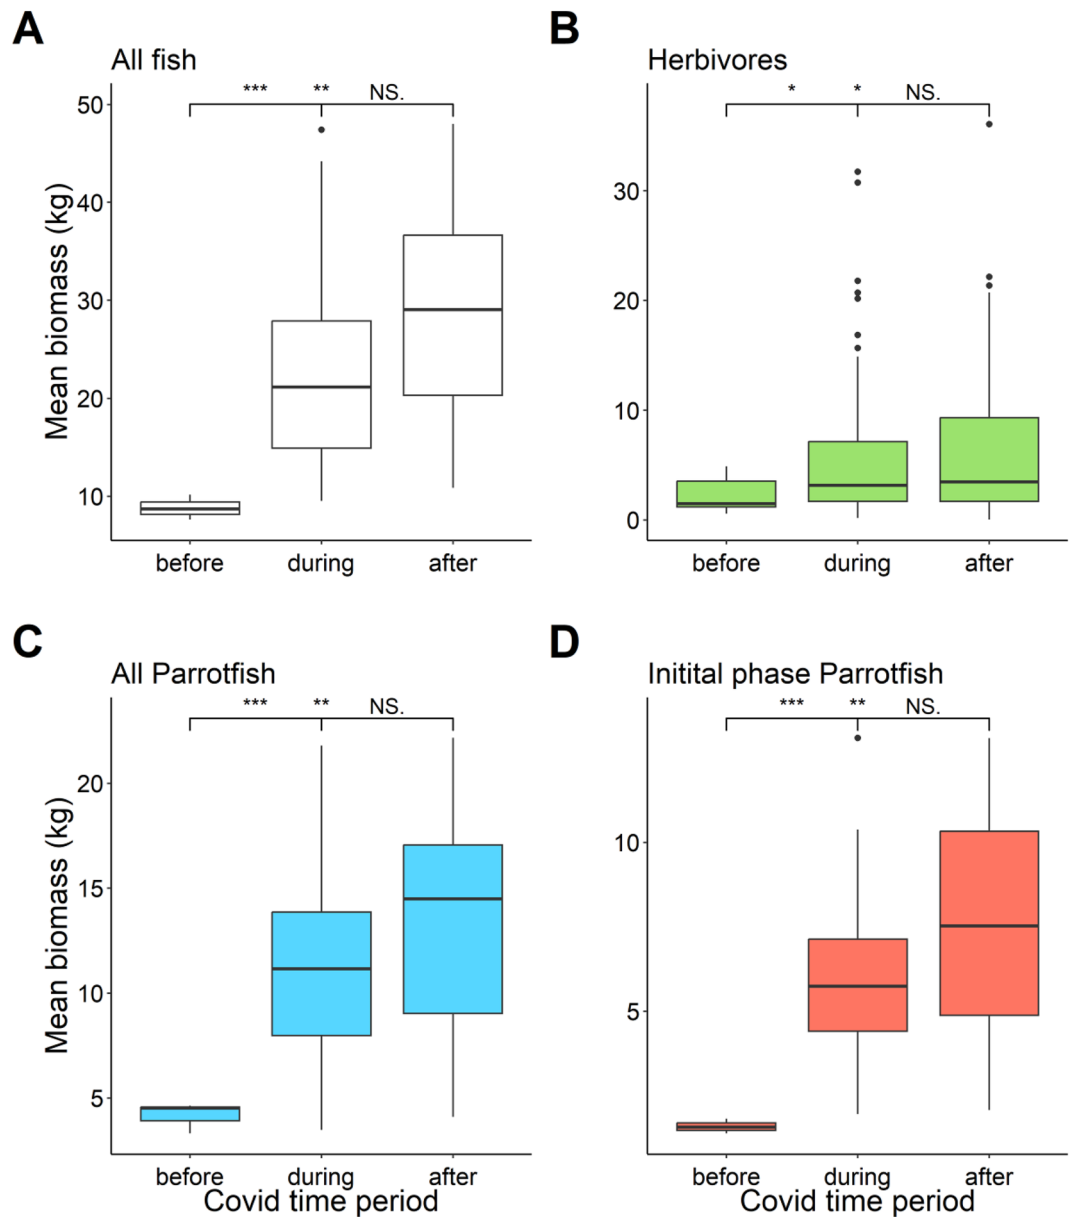 A
B
All fish
Herbivores
*** ** NS.
* * NS.
Mean biomass (kg)
50
40
30
20
10
30
20
10
0
before during after
before during after
C
D
All Parrotfish
Initital phase Parrotfish
*** ** NS.
*** ** NS.
Mean biomass (kg)
20
15
10
5
10
5
before during after
before during after
Covid time period
Covid time period